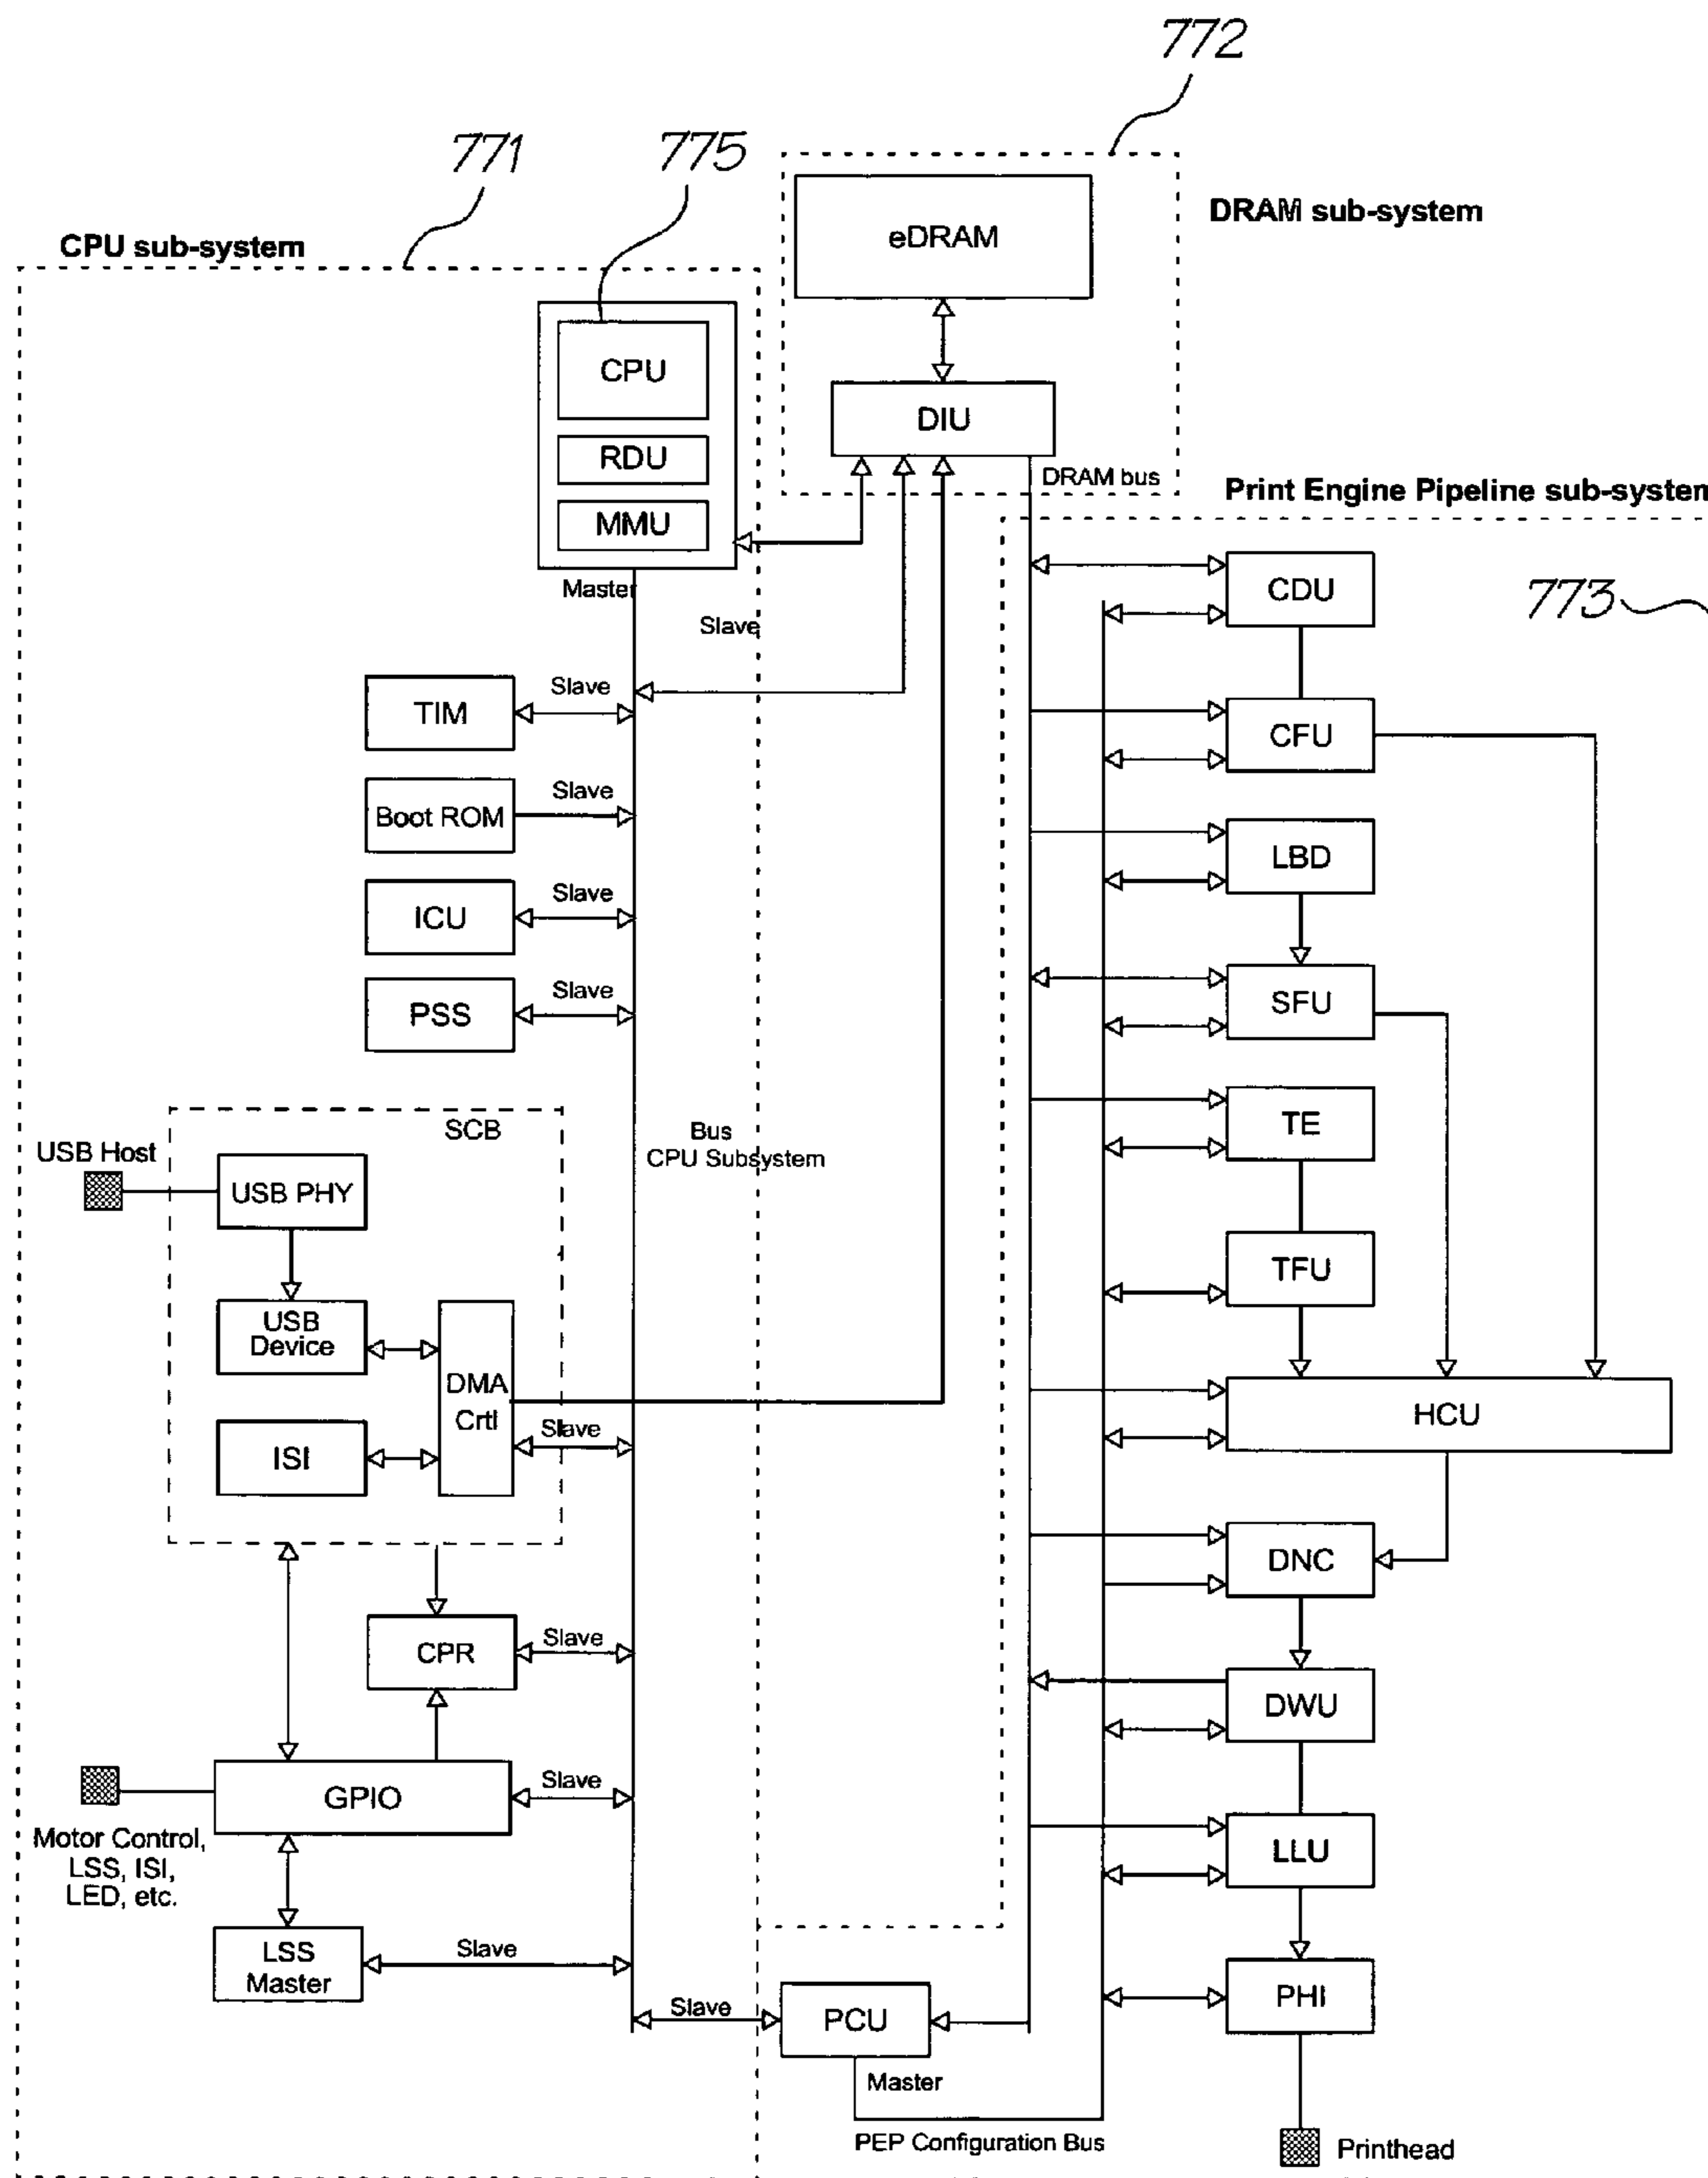 772
771
775
DRAM sub-system
CPU sub-system
eDRAM
CPU
DIU
RDU
DRAM bus
MMU
Print Engine Pipeline sub-system
Master
CDU
773
Slave
TIM
Slave
CFU
Boot ROM
Slave
LBD
ICU
Slave
PSS
Slave
SFU
SCB
Bus
CPU Subsystem
TE
USB Host
USB PHY
TFU
USB
Device
DMA
Crtl
Slave
HCU
ISI
DNC
CPR
Slave
DWU
GPIO
Slave
Motor Control,
LSS, ISI,
LED, etc.
LLU
LSS
Master
Slave
PHI
Slave
PCU
Master
PEP Configuration Bus
Printhead